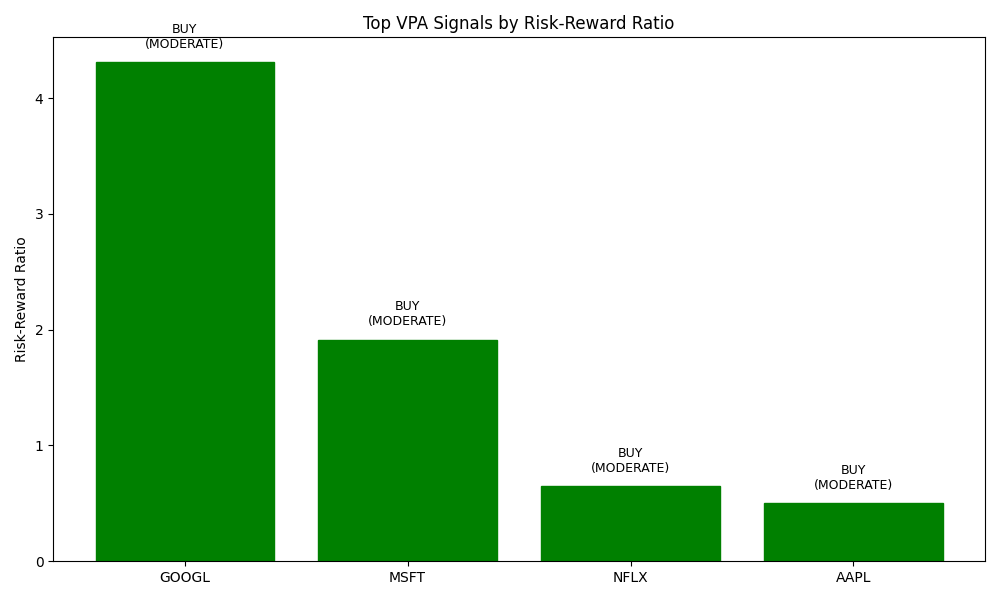 Top VPA Signals by Risk-Reward Ratio
BUY
(MODERATE)
BUY
(MODERATE)
BUY
(MODERATE)
BUY
(MODERATE)
Risk-Reward Ratio
4
3
2
1
0
GOOGL
MSFT
NFLX
AAPL